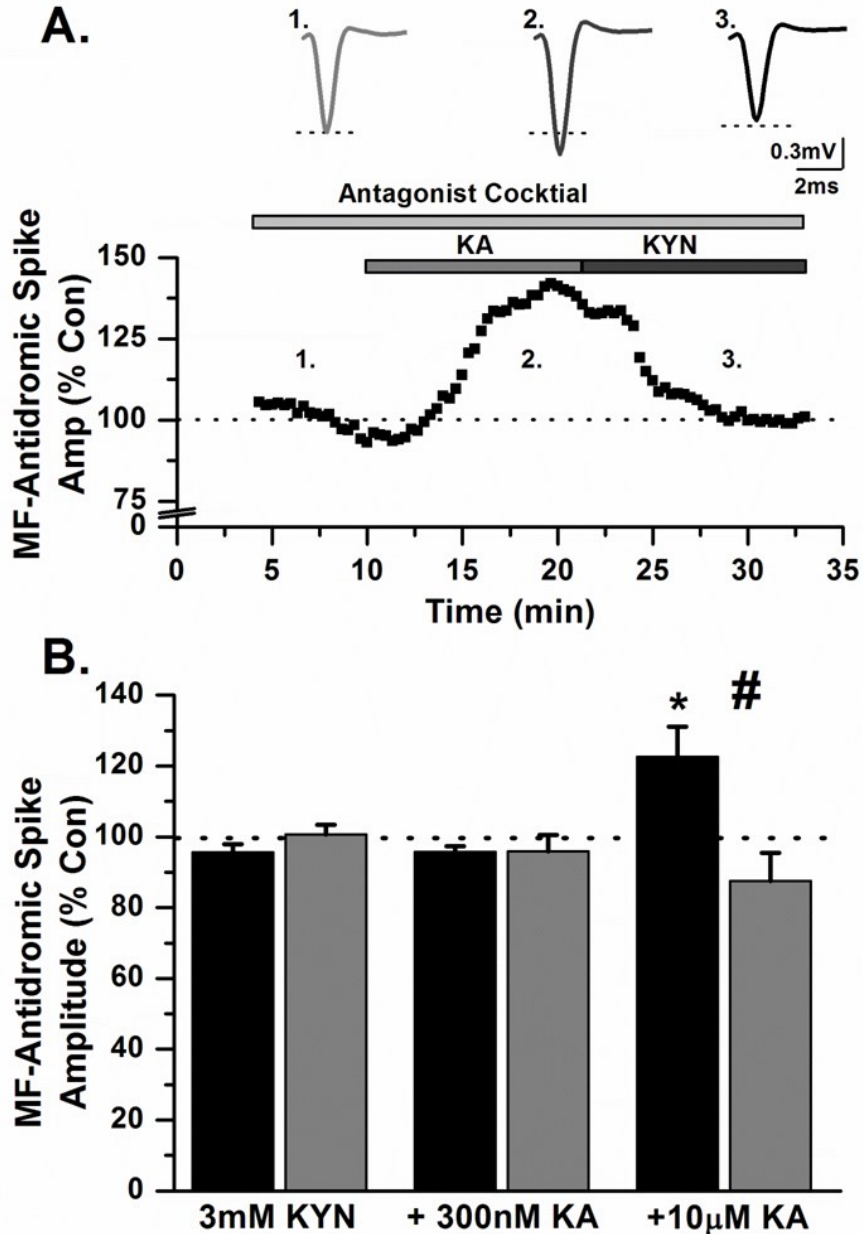 A.
1. 2. 3.
0.3mV
2ms
Antagonist Cocktial
KA KYN
MF-Antidromic Spike
Amp (% Con)
150
125
100
75
0
1. 2. 3.
0 5 10 15 20 25 30 35
Time (min)
B.
MF-Antidromic Spike
Amplitude (% Con)
140
120
100
80
60
40
20
0
* #
3mM KYN + 300nM KA +10μM KA